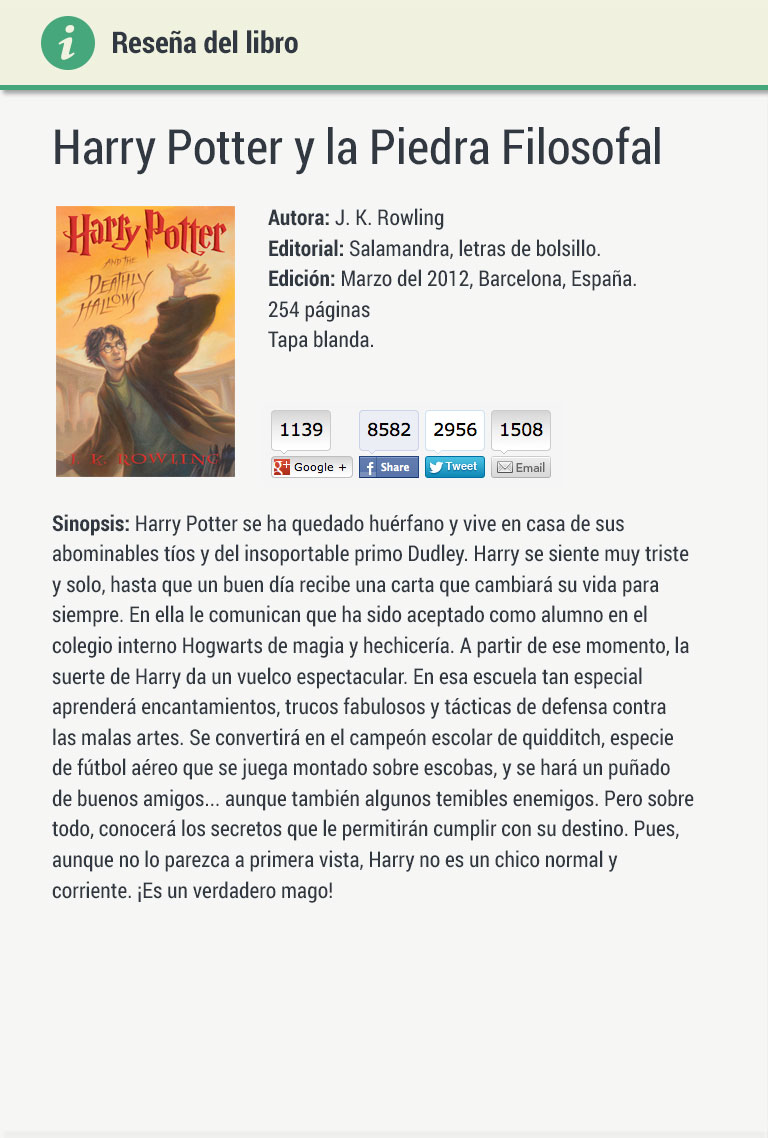 i Reseña del libro
Harry Potter y la Piedra Filosofal
Harry Potter
AND THE
DEATHLY
HALLOWS
J. K. ROWLING
Autora: J. K. Rowling
Editorial: Salamandra, letras de bolsillo.
Edición: Marzo del 2012, Barcelona, España.
254 páginas
Tapa blanda.
1139 8582 2956 1508
g+ Google + f Share Tweet Email
Sinopsis: Harry Potter se ha quedado huérfano y vive en casa de sus
abominables tíos y del insoportable primo Dudley. Harry se siente muy triste
y solo, hasta que un buen día recibe una carta que cambiará su vida para
siempre. En ella le comunican que ha sido aceptado como alumno en el
colegio interno Hogwarts de magia y hechicería. A partir de ese momento, la
suerte de Harry da un vuelco espectacular. En esa escuela tan especial
aprenderá encantamientos, trucos fabulosos y tácticas de defensa contra
las malas artes. Se convertirá en el campeón escolar de quidditch, especie
de fútbol aéreo que se juega montado sobre escobas, y se hará un puñado
de buenos amigos... aunque también algunos temibles enemigos. Pero sobre
todo, conocerá los secretos que le permitirán cumplir con su destino. Pues,
aunque no lo parezca a primera vista, Harry no es un chico normal y
corriente. ¡Es un verdadero mago!